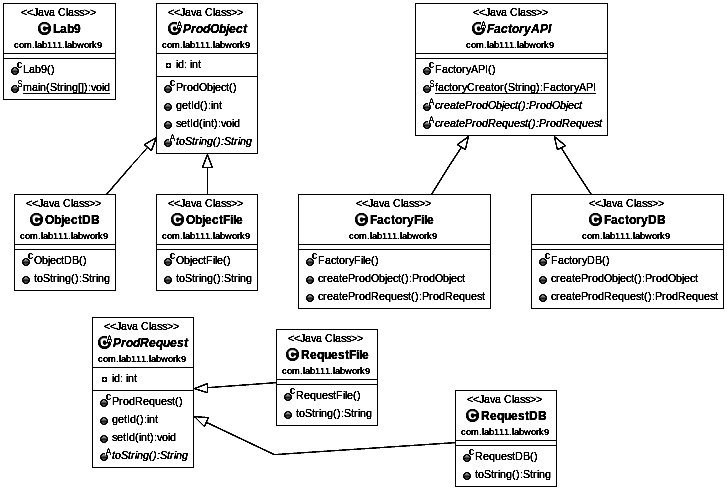 <<Java Class>>
Lab9
com.lab111.labwork9
Lab9()
main(String[]):void
<<Java Class>>
ProdObject
com.lab111.labwork9
id: int
ProdObject()
getId():int
setId(int):void
toString():String
<<Java Class>>
FactoryAPI
com.lab111.labwork9
FactoryAPI()
factoryCreator(String):FactoryAPI
createProdObject():ProdObject
createProdRequest():ProdRequest
<<Java Class>>
ObjectDB
com.lab111.labwork9
ObjectDB()
toString():String
<<Java Class>>
ObjectFile
com.lab111.labwork9
ObjectFile()
toString():String
<<Java Class>>
FactoryFile
com.lab111.labwork9
FactoryFile()
createProdObject():ProdObject
createProdRequest():ProdRequest
<<Java Class>>
FactoryDB
com.lab111.labwork9
FactoryDB()
createProdObject():ProdObject
createProdRequest():ProdRequest
<<Java Class>>
ProdRequest
com.lab111.labwork9
id: int
ProdRequest()
getId():int
setId(int):void
toString():String
<<Java Class>>
RequestFile
com.lab111.labwork9
RequestFile()
toString():String
<<Java Class>>
RequestDB
com.lab111.labwork9
RequestDB()
toString():String